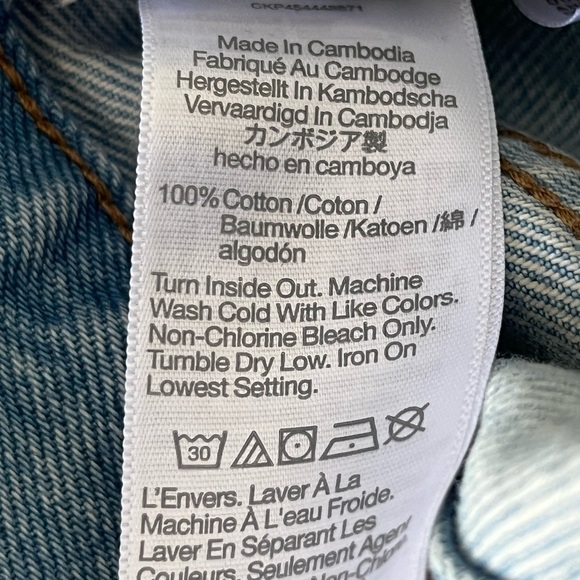 Made In Cambodia
Fabriqué Au Cambodge
Hergestellt In Kambodscha
Vervaardigd In Cambodja
カンボジア製
hecho en camboya
100% Cotton /Coton /
Baumwolle /Katoen /綿 /
algodón
Turn Inside Out. Machine
Wash Cold With Like Colors.
Non-Chlorine Bleach Only.
Tumble Dry Low. Iron On
Lowest Setting.
30
L'Envers. Laver À La
Machine À L'eau Froide.
Laver En Séparant Les
Couleurs. Seulement Agent